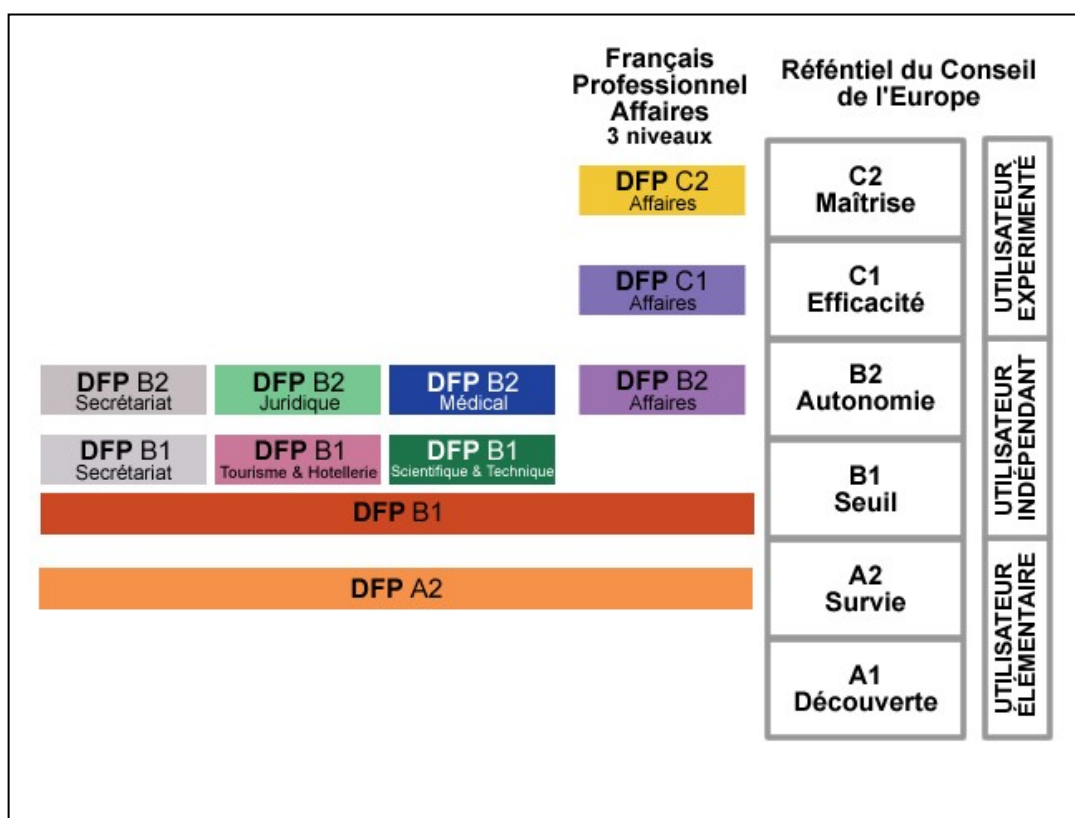 Français
Professionnel
Affaires
3 niveaux
Référentiel du Conseil
de l'Europe
DFP C2
Affaires
C2
Maîtrise
DFP C1
Affaires
C1
Efficacité
UTILISATEUR
EXPERIMENTÉ
DFP B2
Secrétariat
DFP B2
Juridique
DFP B2
Médical
DFP B2
Affaires
B2
Autonomie
DFP B1
Secrétariat
DFP B1
Tourisme & Hotellerie
DFP B1
Scientifique & Technique
DFP B1
B1
Seuil
UTILISATEUR
INDÉPENDANT
DFP A2
A2
Survie
A1
Découverte
UTILISATEUR
ÉLÉMENTAIRE